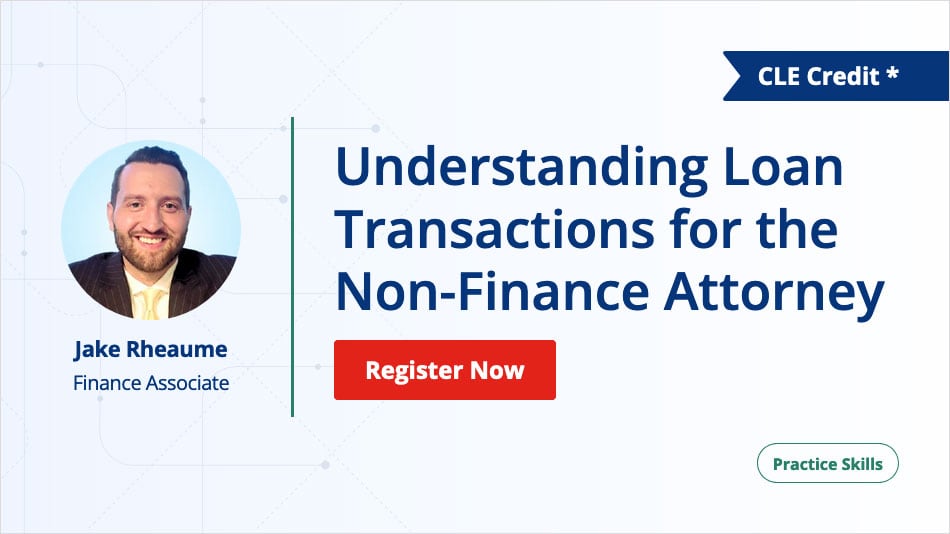 CLE Credit *
Understanding Loan
Transactions for the
Non-Finance Attorney
Register Now
Jake Rheaume
Finance Associate
Practice Skills